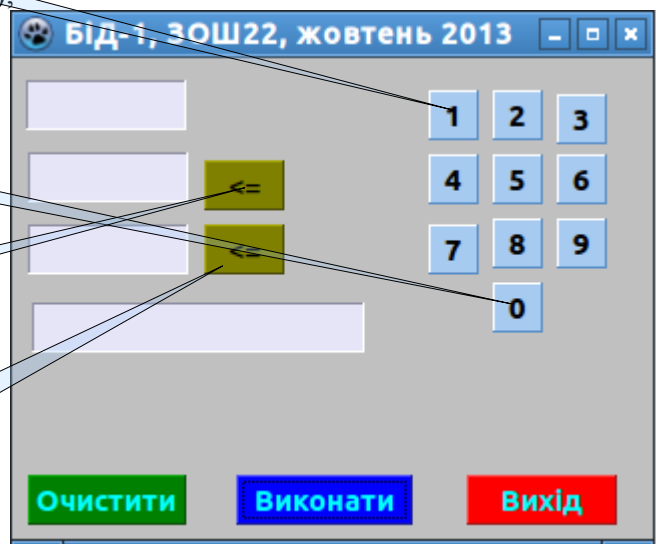 БІД-1, ЗОШ22, жовтень 2013
1 2 3
<= 4 5 6
<= 7 8 9
0
Очистити Виконати Вихід